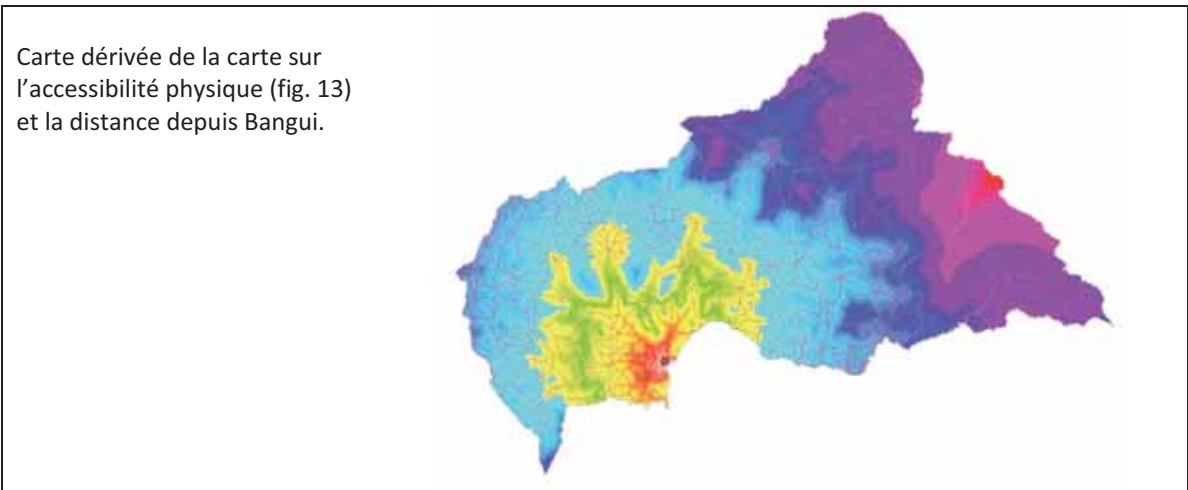 Carte dérivée de la carte sur
l’accessibilité physique (fig. 13)
et la distance depuis Bangui.